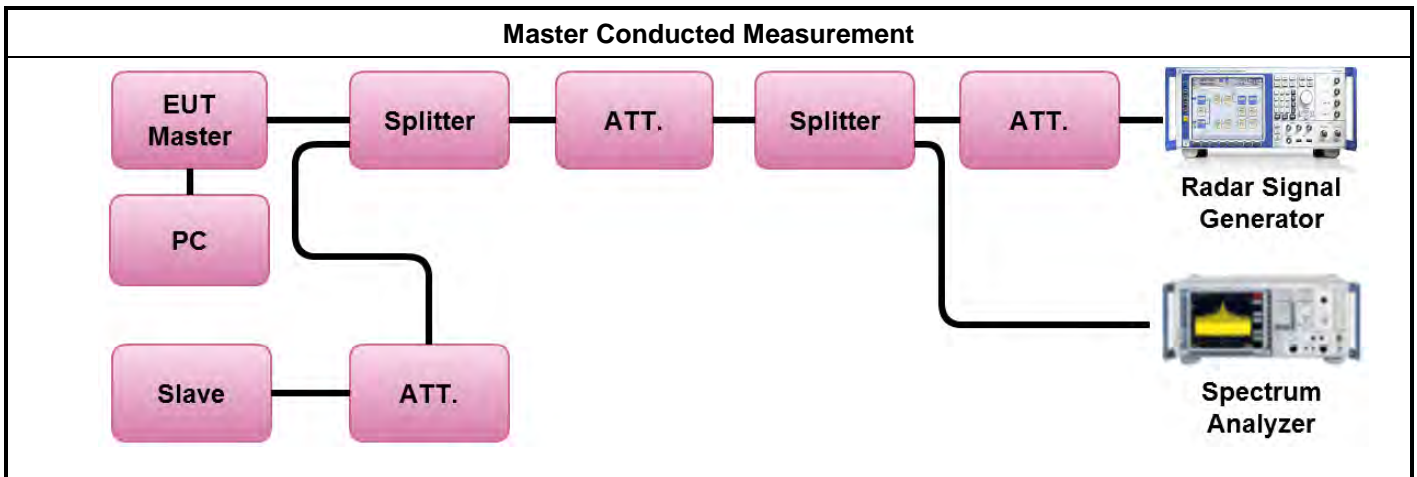 Master Conducted Measurement
EUT
Master
Splitter
ATT.
Splitter
ATT.
Radar Signal
Generator
PC
Slave
ATT.
Spectrum
Analyzer